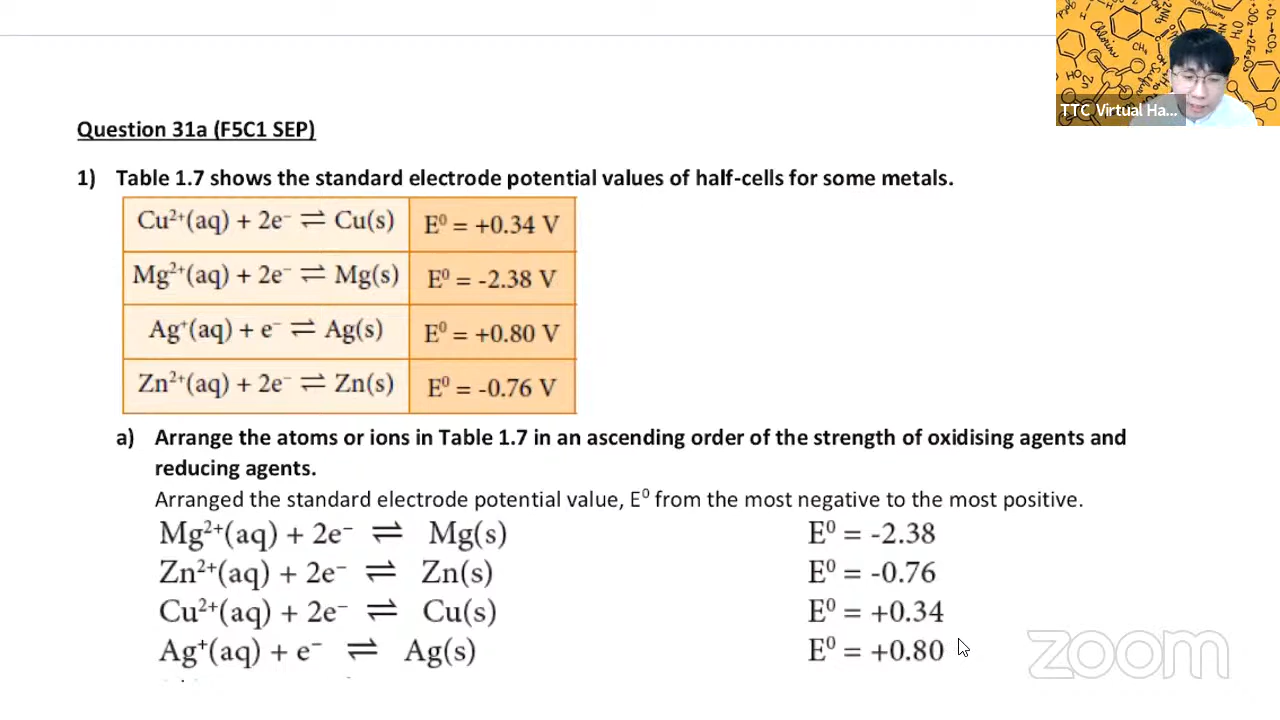 TTC Virtual Ha...
Question 31a (F5C1 SEP)
1) Table 1.7 shows the standard electrode potential values of half-cells for some metals.
Cu²⁺(aq) + 2e⁻ ⇌ Cu(s) E⁰ = +0.34 V
Mg²⁺(aq) + 2e⁻ ⇌ Mg(s) E⁰ = -2.38 V
Ag⁺(aq) + e⁻ ⇌ Ag(s) E⁰ = +0.80 V
Zn²⁺(aq) + 2e⁻ ⇌ Zn(s) E⁰ = -0.76 V
a) Arrange the atoms or ions in Table 1.7 in an ascending order of the strength of oxidising agents and
reducing agents.
Arranged the standard electrode potential value, E⁰ from the most negative to the most positive.
Mg²⁺(aq) + 2e⁻ ⇌ Mg(s) E⁰ = -2.38
Zn²⁺(aq) + 2e⁻ ⇌ Zn(s) E⁰ = -0.76
Cu²⁺(aq) + 2e⁻ ⇌ Cu(s) E⁰ = +0.34
Ag⁺(aq) + e⁻ ⇌ Ag(s) E⁰ = +0.80
zoom